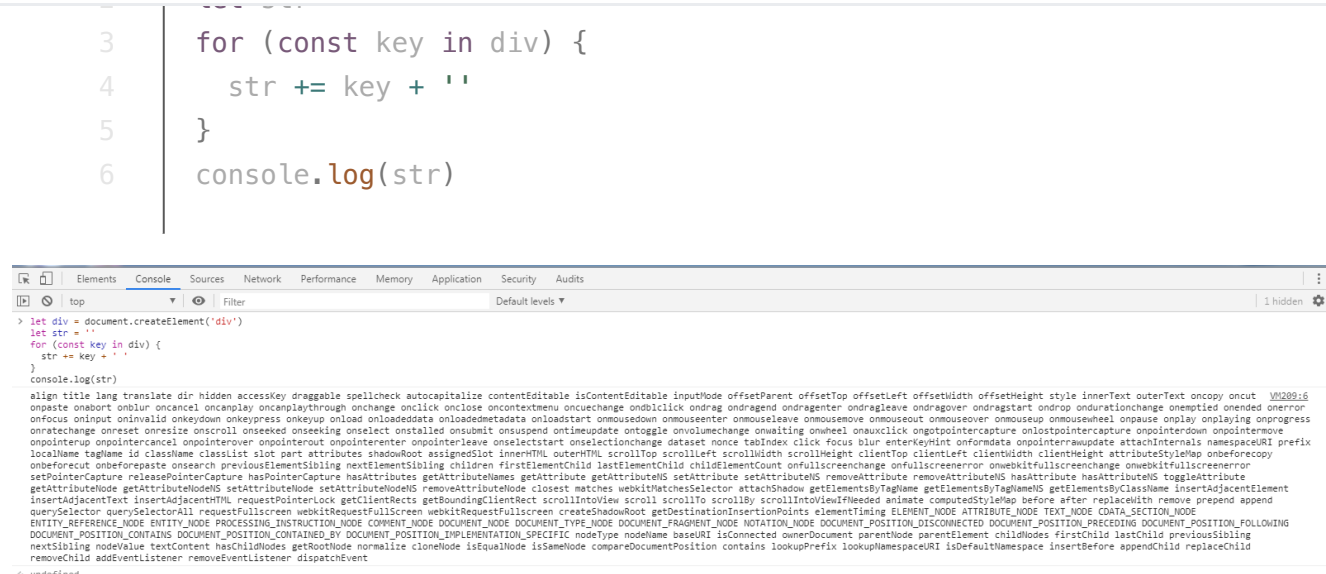 2 let str
3 for (const key in div) {
4 str += key + ''
5 }
6 console.log(str)
Elements Console Sources Network Performance Memory Application Security Audits
top Filter Default levels ▼ 1 hidden
> let div = document.createElement('div')
let str = ''
for (const key in div) {
str += key + ' '
}
console.log(str)
align title lang translate dir hidden accessKey draggable spellcheck autocapitalize contentEditable isContentEditable inputMode offsetParent offsetTop offsetLeft offsetWidth offsetHeight style innerText outerText oncopy oncut VM209:6
onpaste onabort onblur oncancel oncanplay oncanplaythrough onchange onclick onclose oncontextmenu oncuechange ondblclick ondrag ondragend ondragenter ondragleave ondragover ondragstart ondrop ondurationchange onemptied onended onerror
onfocus oninput oninvalid onkeydown onkeypress onkeyup onload onloadeddata onloadedmetadata onloadstart onmousedown onmouseenter onmouseleave onmousemove onmouseout onmouseover onmouseup onmousewheel onpause onplay onplaying onprogress
onratechange onreset onresize onscroll onseeked onseeking onselect onstalled onsubmit onsuspend ontimeupdate ontoggle onvolumechange onwaiting onwheel onauxclick ongotpointercapture onlostpointercapture onpointerdown onpointermove
onpointerup onpointercancel onpointerover onpointerout onpointerenter onpointerleave onselectstart onselectionchange dataset nonce tabIndex click focus blur enterKeyHint onformdata onpointerrawupdate attachInternals namespaceURI prefix
localName tagName id className classList slot part attributes shadowRoot assignedSlot innerHTML outerHTML scrollTop scrollLeft scrollWidth scrollHeight clientTop clientLeft clientWidth clientHeight attributeStyleMap onbeforecopy
onbeforecut onbeforepaste onsearch previousElementSibling nextElementSibling children firstElementChild lastElementChild childElementCount onfullscreenchange onfullscreenerror onwebkitfullscreenchange onwebkitfullscreenerror
setPointerCapture releasePointerCapture hasPointerCapture hasAttributes getAttributeNames getAttribute getAttributeNS setAttribute setAttributeNS removeAttribute removeAttributeNS hasAttribute hasAttributeNS toggleAttribute
getAttributeNode getAttributeNodeNS setAttributeNode setAttributeNodeNS removeAttributeNode closest matches webkitMatchesSelector attachShadow getElementsByTagName getElementsByTagNameNS getElementsByClassName insertAdjacentElement
insertAdjacentText insertAdjacentHTML requestPointerLock getClientRects getBoundingClientRect scrollIntoView scroll scrollTo scrollBy scrollIntoViewIfNeeded animate computedStyleMap before after replaceWith remove prepend append
querySelector querySelectorAll requestFullscreen webkitRequestFullScreen webkitRequestFullscreen createShadowRoot getDestinationInsertionPoints elementTiming ELEMENT_NODE ATTRIBUTE_NODE TEXT_NODE CDATA_SECTION_NODE
ENTITY_REFERENCE_NODE ENTITY_NODE PROCESSING_INSTRUCTION_NODE COMMENT_NODE DOCUMENT_NODE DOCUMENT_TYPE_NODE DOCUMENT_FRAGMENT_NODE NOTATION_NODE DOCUMENT_POSITION_DISCONNECTED DOCUMENT_POSITION_PRECEDING DOCUMENT_POSITION_FOLLOWING
DOCUMENT_POSITION_CONTAINS DOCUMENT_POSITION_CONTAINED_BY DOCUMENT_POSITION_IMPLEMENTATION_SPECIFIC nodeType nodeName baseURI isConnected ownerDocument parentNode parentElement childNodes firstChild lastChild previousSibling
nextSibling nodeValue textContent hasChildNodes getRootNode normalize cloneNode isEqualNode isSameNode compareDocumentPosition contains lookupPrefix lookupNamespaceURI isDefaultNamespace insertBefore appendChild replaceChild
removeChild addEventListener removeEventListener dispatchEvent
undefined